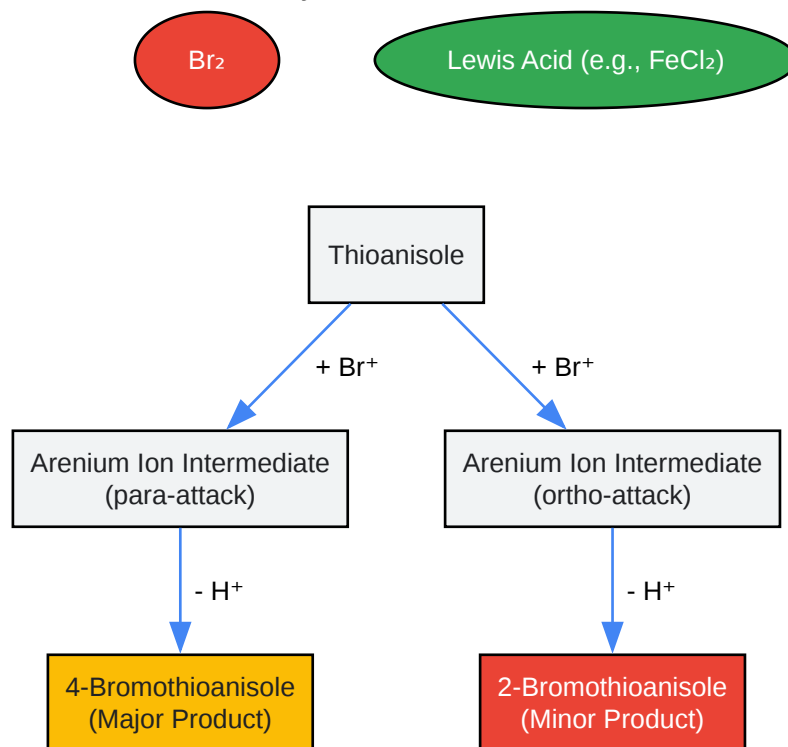 Br₂
Lewis Acid (e.g., FeCl₂)
Thioanisole
+ Br⁺
+ Br⁺
Arenium Ion Intermediate
(para-attack)
Arenium Ion Intermediate
(ortho-attack)
- H⁺
- H⁺
4-Bromothioanisole
(Major Product)
2-Bromothioanisole
(Minor Product)